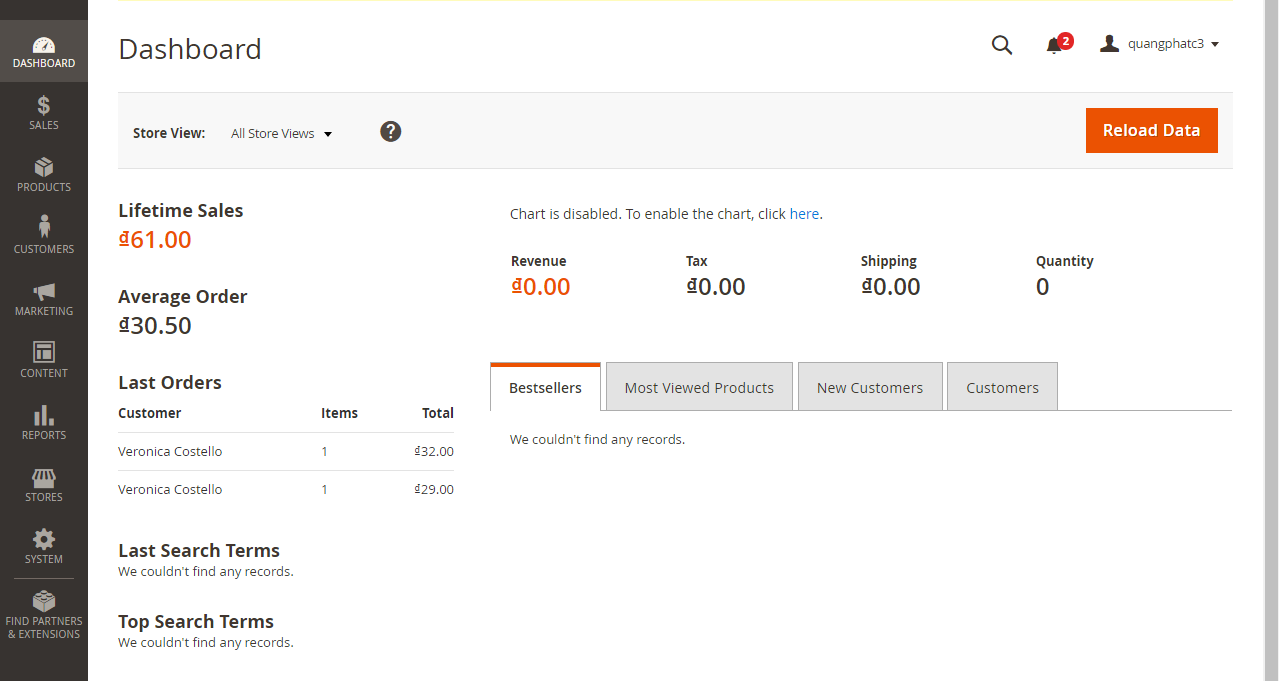 DASHBOARD
SALES
PRODUCTS
CUSTOMERS
MARKETING
CONTENT
REPORTS
STORES
SYSTEM
FIND PARTNERS
& EXTENSIONS
Dashboard
2
quangphatc3
Store View: All Store Views ?
Reload Data
Lifetime Sales
₫61.00
Average Order
₫30.50
Last Orders
Customer Items Total
Veronica Costello 1 ₫32.00
Veronica Costello 1 ₫29.00
Last Search Terms
We couldn't find any records.
Top Search Terms
We couldn't find any records.
Chart is disabled. To enable the chart, click here.
Revenue Tax Shipping Quantity
₫0.00 ₫0.00 ₫0.00 0
Bestsellers Most Viewed Products New Customers Customers
We couldn't find any records.